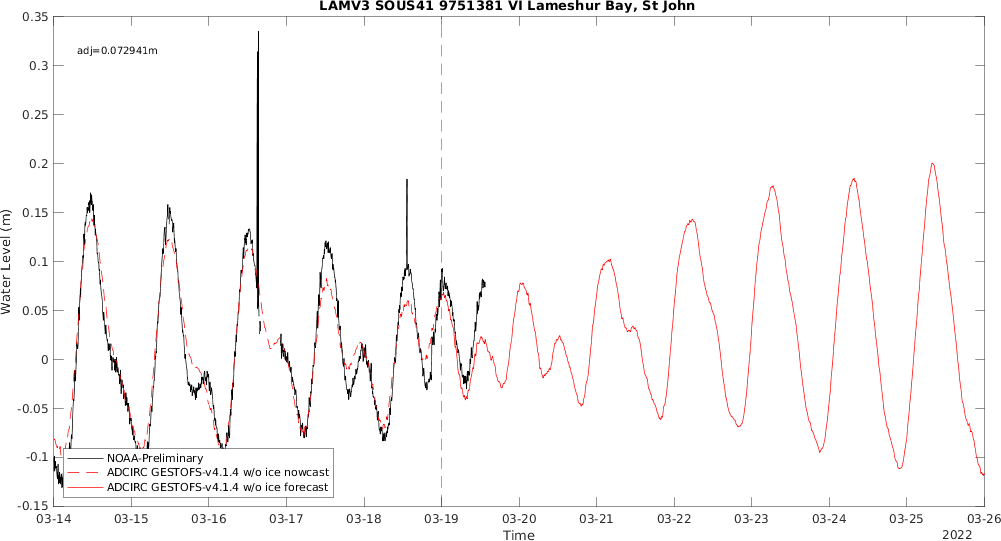 LAMV3 SOUS41 9751381 VI Lameshur Bay, St John
0.35
adj=0.072941m
0.3
0.25
0.2
0.15
0.1
0.05
0
-0.05
-0.1
-0.15
Water Level (m)
NOAA-Preliminary
ADCIRC GESTOFS-v4.1.4 w/o ice nowcast
ADCIRC GESTOFS-v4.1.4 w/o ice forecast
03-14 03-15 03-16 03-17 03-18 03-19 03-20 03-21 03-22 03-23 03-24 03-25 03-26
Time
2022